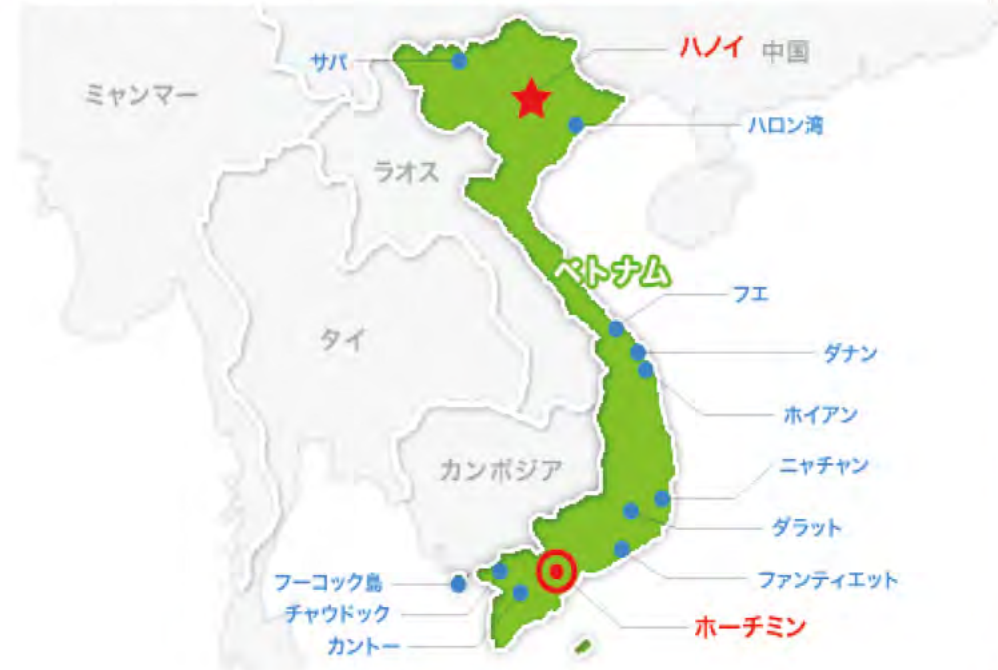 ハノイ
中国
サパ
ミャンマー
ハロン湾
ラオス
ベトナム
フエ
タイ
ダナン
ホイアン
カンボジア
ニャチャン
ダラット
フーコック島
ファンティエット
チャウドック
ホーチミン
カントー